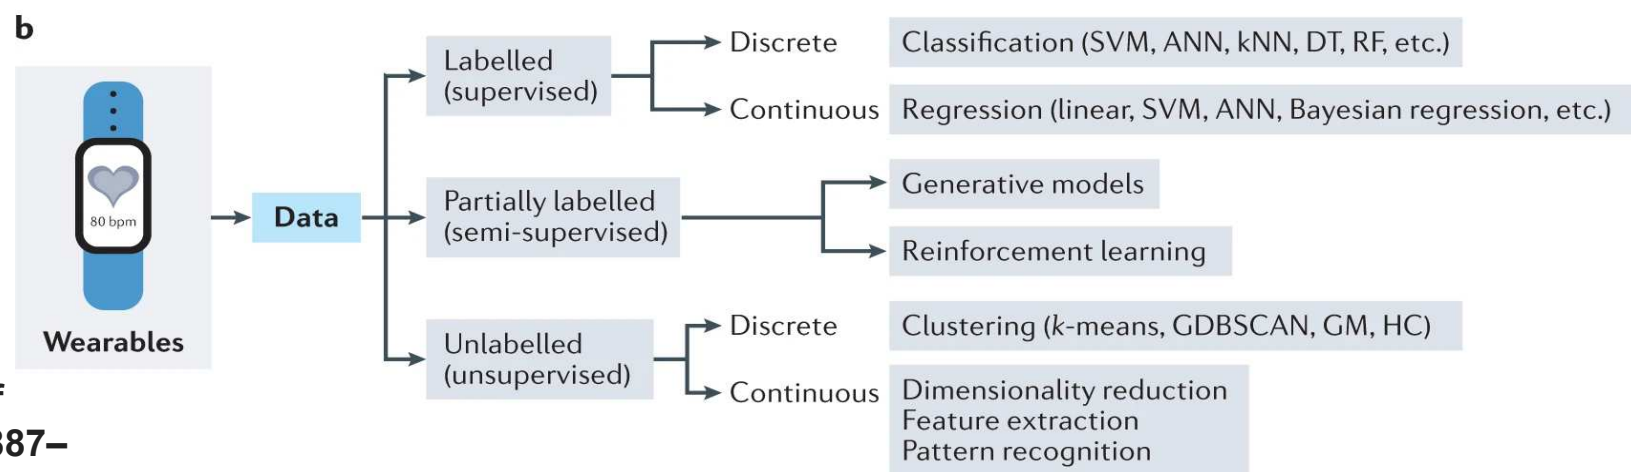 b
Labelled
(supervised)
Discrete
Classification (SVM, ANN, kNN, DT, RF, etc.)
Continuous
Regression (linear, SVM, ANN, Bayesian regression, etc.)
80 bpm
Wearables
Data
Partially labelled
(semi-supervised)
Generative models
Reinforcement learning
Unlabelled
(unsupervised)
Discrete
Clustering (k-means, GDBSCAN, GM, HC)
Continuous
Dimensionality reduction
Feature extraction
Pattern recognition
87–